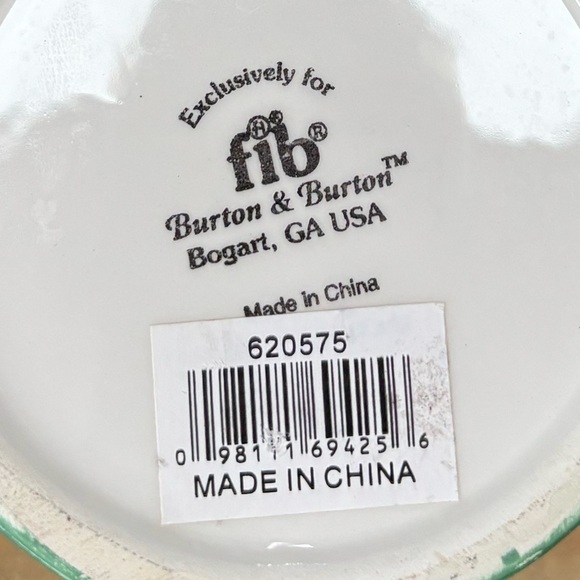 Exclusively for
fib®
Burton & Burton™
Bogart, GA USA
Made in China
620575
0 98111 69425 6
MADE IN CHINA